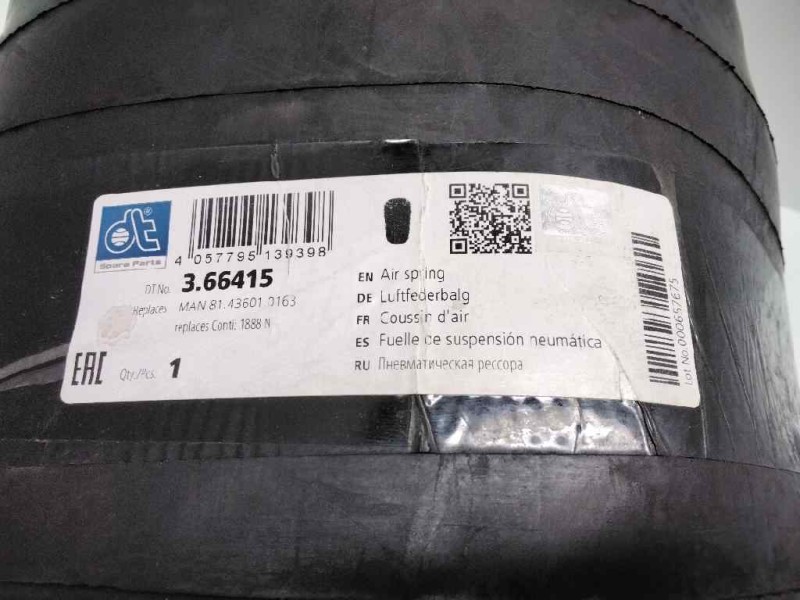 dt®
Spare Parts
4 057795 139398
DT No. 3.66415
Replaces MAN 81.43601.0163
replaces Conti: 1888 N
EAC Qty./Pcs. 1
EN Air spring
DE Luftfederbalg
FR Coussin d'air
ES Fuelle de suspensión neumática
RU Пневматическая рессора
Lot No 000657675